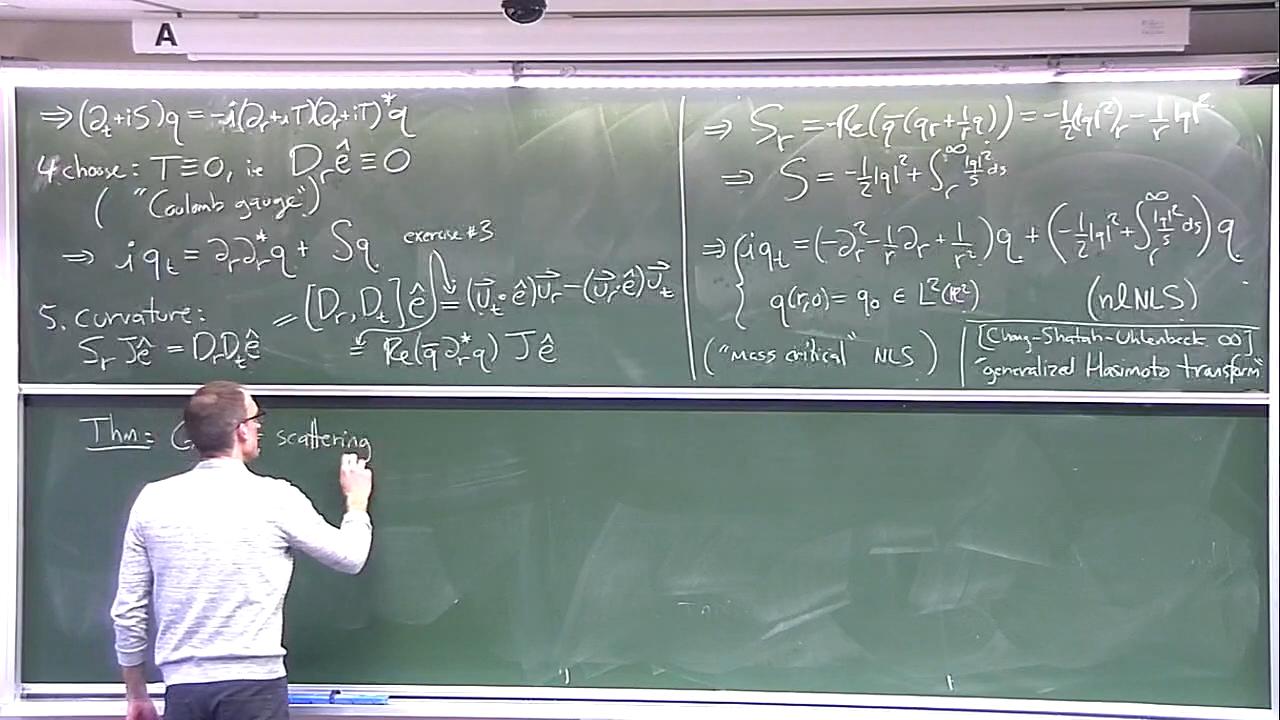 A
⇒ (∂_t+iS)q = -i(∂_r+iT)(∂_r+iT)^* q
4 choose: T≡0, ie D_r ê ≡ 0
( "Coulomb gauge")
⇒ i q_t = ∂_r ∂_r^* q + Sq
exercise #3
5. curvature: = [D_r, D_t] ê = (u⃗_t · ê) u⃗_r − (u⃗_r · ê) u⃗_t
S_r Jê = D_r D_t ê = Re(q̄ ∂_r^* q) Jê
⇒ S_r = -Re(q̄ (q_r + 1/r q)) = -1/2 (|q|²)_r − 1/r |q|²
⇒ S = -1/2 |q|² + ∫_r^∞ |q|²/s ds
⇒ { i q_t = (-∂_r² − 1/r ∂_r + 1/r²) q + (-1/2 |q|² + ∫_r^∞ |q|²/s ds) q
q(r,0) = q_0 ∈ L²(ℝ²) (nlNLS)
("mass critical" NLS)
[Chang-Shatah-Uhlenbeck 00]
"generalized Hasimoto transform"
Thm: scattering